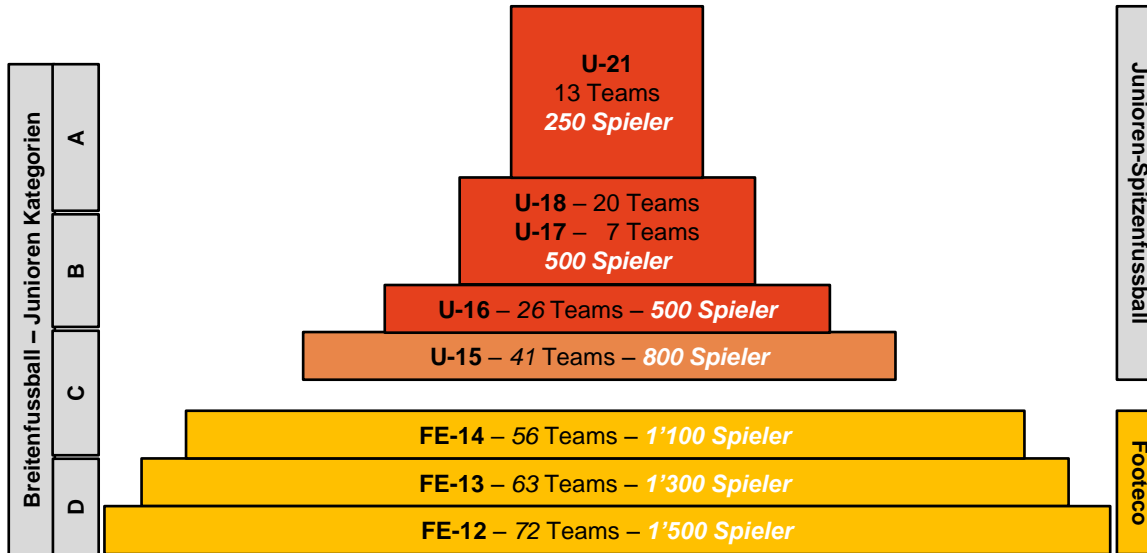 U-21
13 Teams
250 Spieler
U-18 – 20 Teams
U-17 – 7 Teams
500 Spieler
U-16 – 26 Teams – 500 Spieler
U-15 – 41 Teams – 800 Spieler
FE-14 – 56 Teams – 1'100 Spieler
FE-13 – 63 Teams – 1'300 Spieler
FE-12 – 72 Teams – 1'500 Spieler
Breitenfussball – Junioren Kategorien
A
B
C
D
Junioren-Spitzenfussball
Footeco